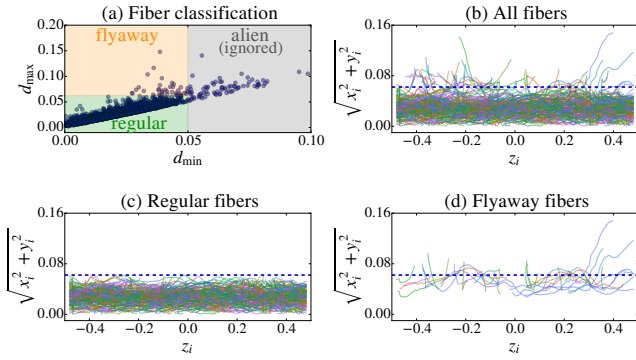 (a) Fiber classification
flyaway
alien
(ignored)
regular
d_max
0.20
0.15
0.10
0.05
0.00
0.00
0.05
0.10
d_min
(b) All fibers
√x_i^2 + y_i^2
0.16
0.08
0.00
−0.4
−0.2
0.0
0.2
0.4
z_i
(c) Regular fibers
√x_i^2 + y_i^2
0.16
0.08
0.00
−0.4
−0.2
0.0
0.2
0.4
z_i
(d) Flyaway fibers
√x_i^2 + y_i^2
0.16
0.08
0.00
−0.4
−0.2
0.0
0.2
0.4
z_i